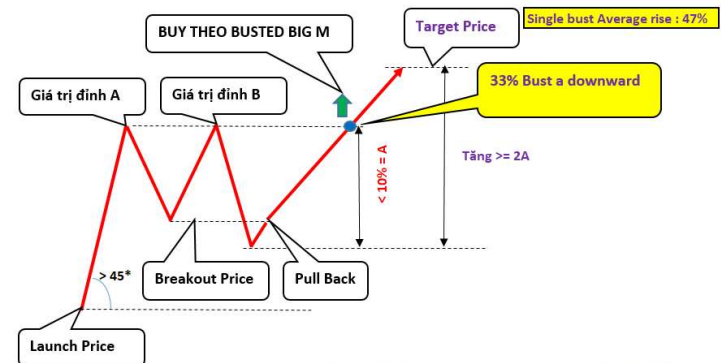 BUY THEO BUSTED BIG M
Target Price
Single bust Average rise : 47%
33% Bust a downward
Giá trị đỉnh A
Giá trị đỉnh B
< 10% = A
Tăng >= 2A
> 45*
Breakout Price
Pull Back
Launch Price